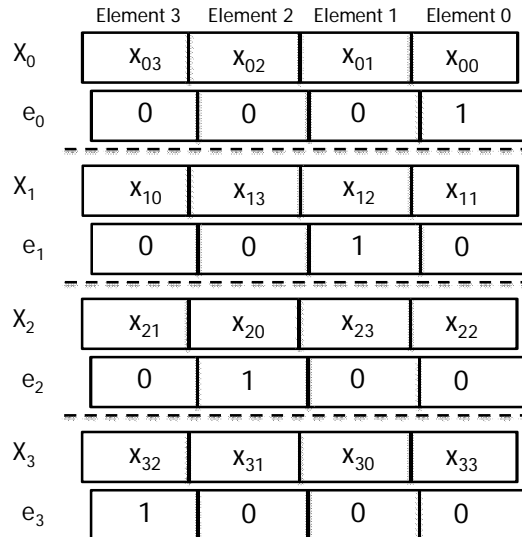 Element 3 Element 2 Element 1 Element 0
X₀ x₀₃ x₀₂ x₀₁ x₀₀
e₀ 0 0 0 1
X₁ x₁₀ x₁₃ x₁₂ x₁₁
e₁ 0 0 1 0
X₂ x₂₁ x₂₀ x₂₃ x₂₂
e₂ 0 1 0 0
X₃ x₃₂ x₃₁ x₃₀ x₃₃
e₃ 1 0 0 0